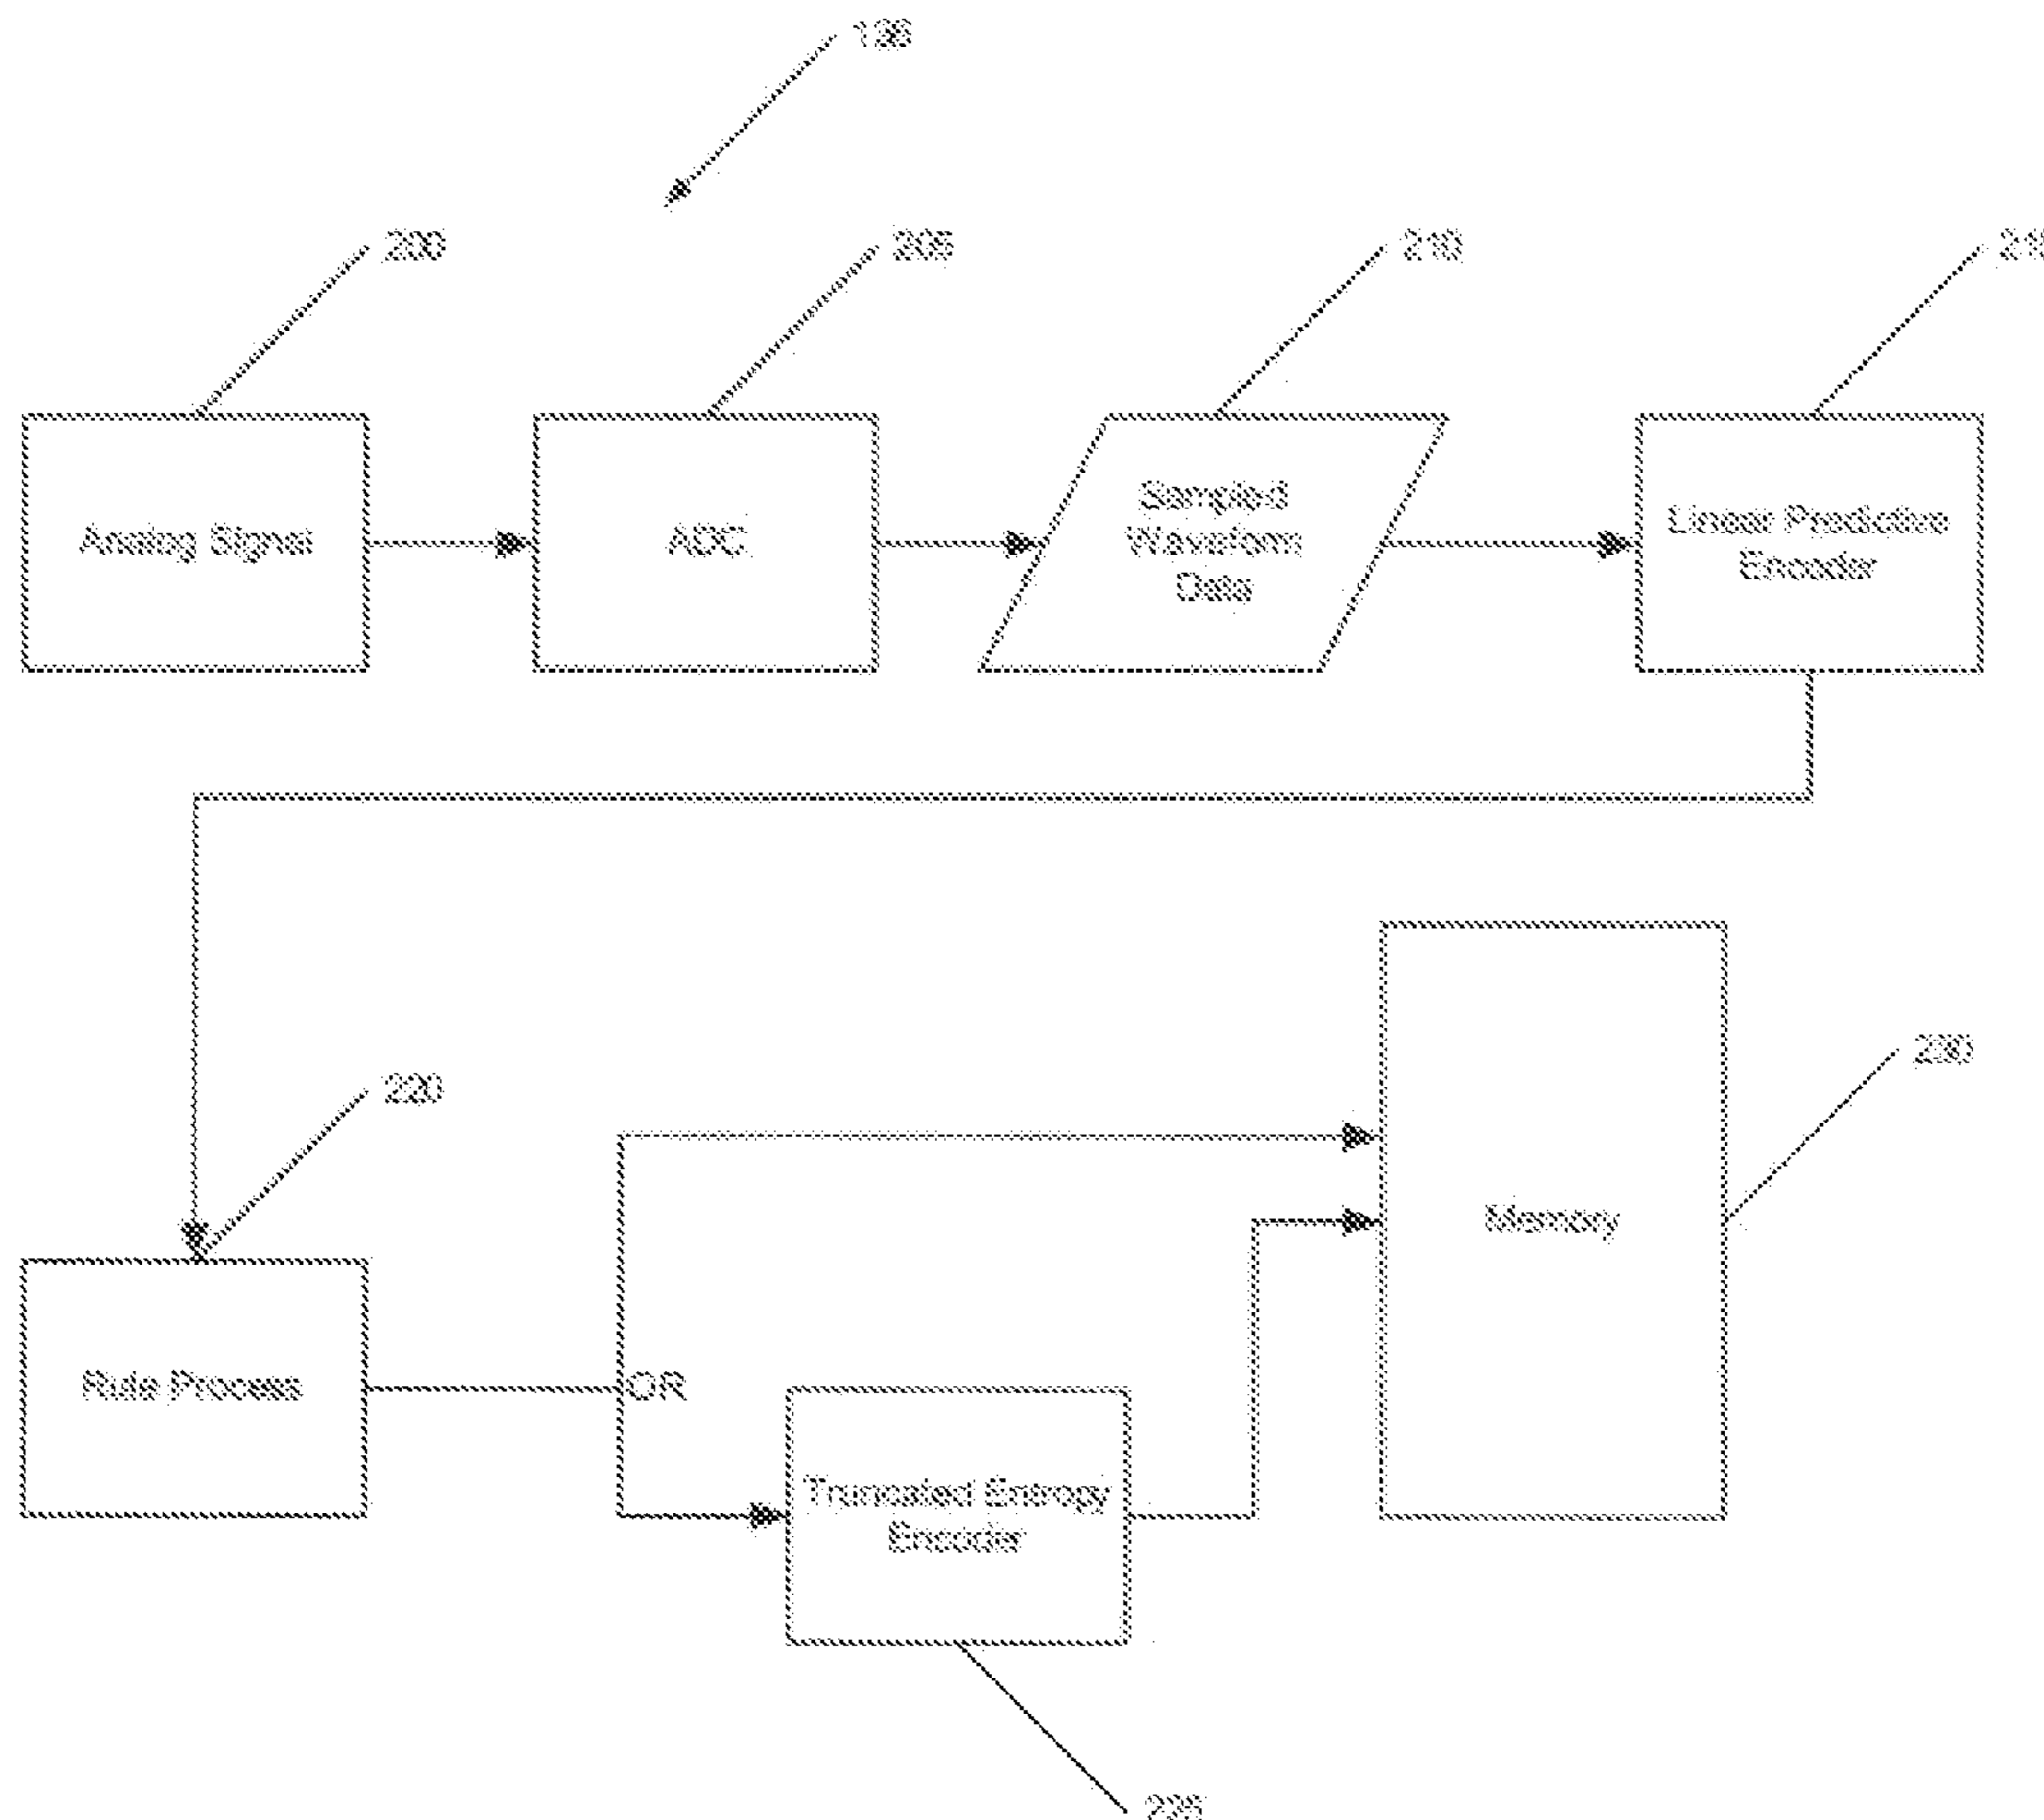 200
205
210
Analog Signal
ADC
Sampled
Waveform
Data
Linear Predictive
Encoder
220
230
Memory
Rule Process
OR
Truncated Entropy
Encoder
225